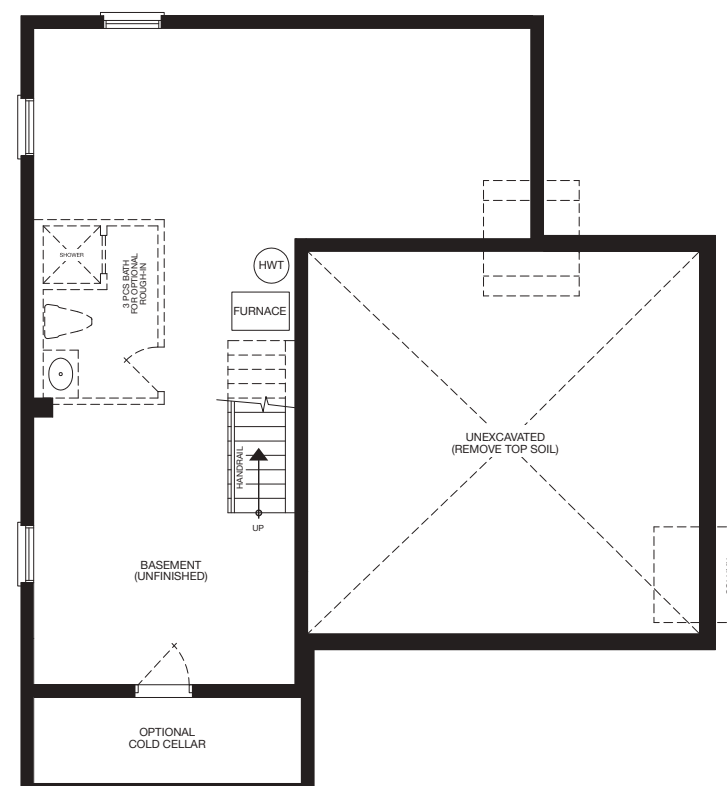 SHOWER
3 PCS BATH
FOR OPTIONAL
ROUGH-IN
HWT
FURNACE
HANDRAIL
UP
UNEXCAVATED
(REMOVE TOP SOIL)
BASEMENT
(UNFINISHED)
OPTIONAL
COLD CELLAR